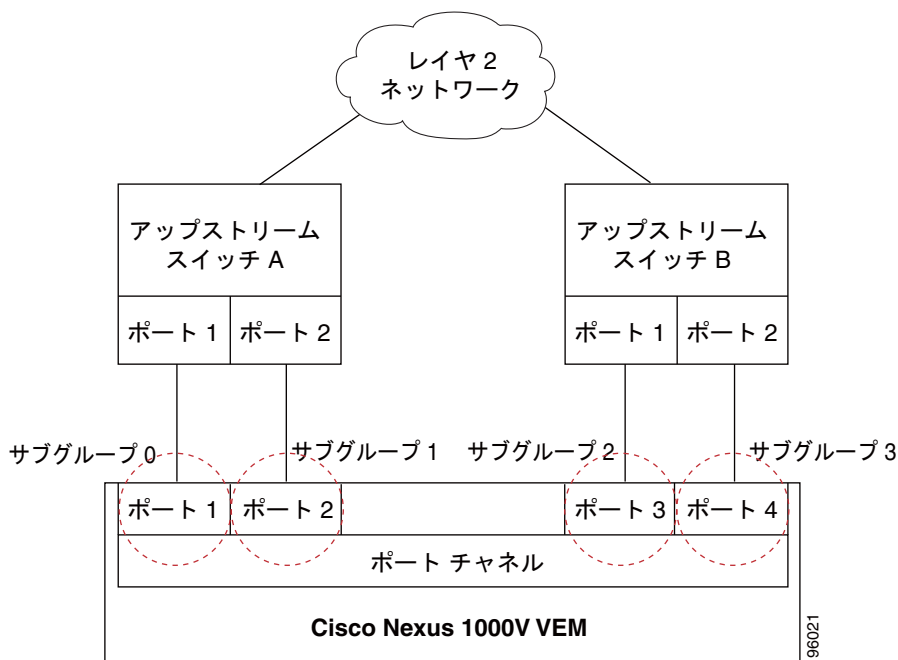 レイヤ 2
ネットワーク
アップストリーム
スイッチ A
アップストリーム
スイッチ B
ポート 1
ポート 2
ポート 1
ポート 2
サブグループ 0
サブグループ 1
サブグループ 2
サブグループ 3
ポート 1
ポート 2
ポート 3
ポート 4
ポート チャネル
Cisco Nexus 1000V VEM
96021